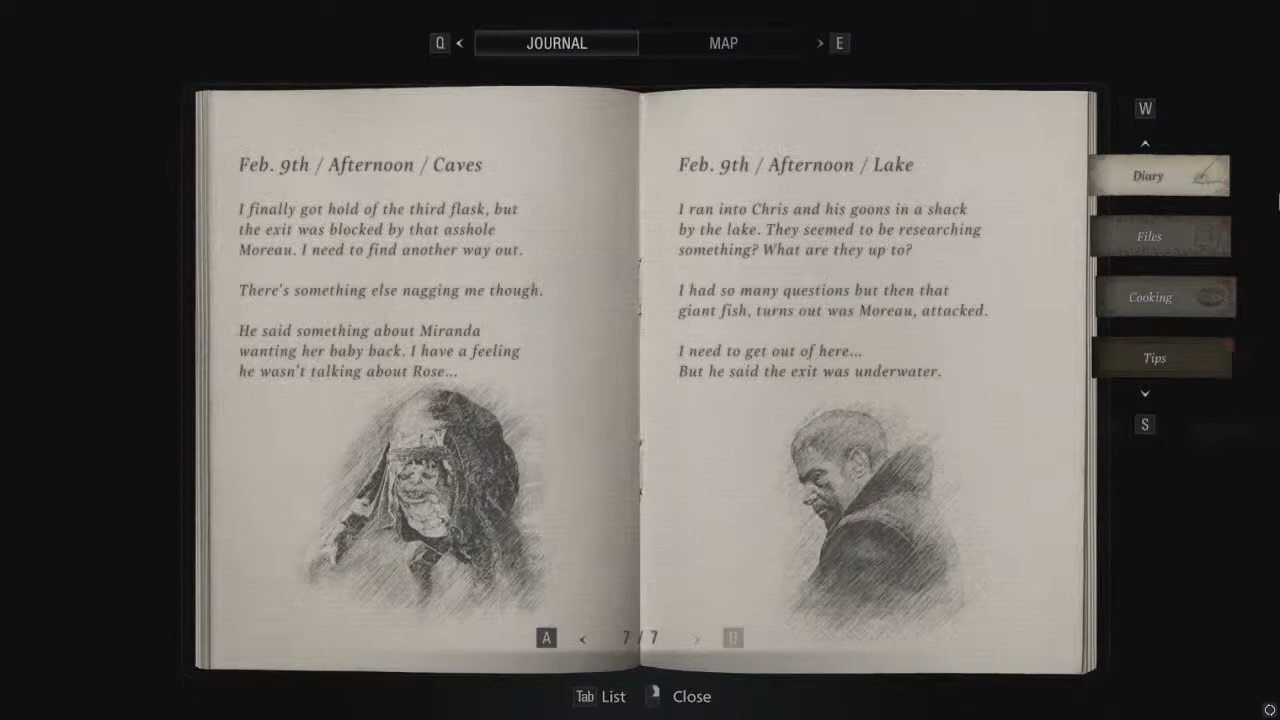 Q < JOURNAL MAP > E
Feb. 9th / Afternoon / Caves
I finally got hold of the third flask, but
the exit was blocked by that asshole
Moreau. I need to find another way out.
There's something else nagging me though.
He said something about Miranda
wanting her baby back. I have a feeling
he wasn't talking about Rose...
Feb. 9th / Afternoon / Lake
I ran into Chris and his goons in a shack
by the lake. They seemed to be researching
something? What are they up to?
I had so many questions but then that
giant fish, turns out was Moreau, attacked.
I need to get out of here...
But he said the exit was underwater.
W
Diary
Files
Cooking
Tips
S
A < 7 / 7 > D
Tab List Close